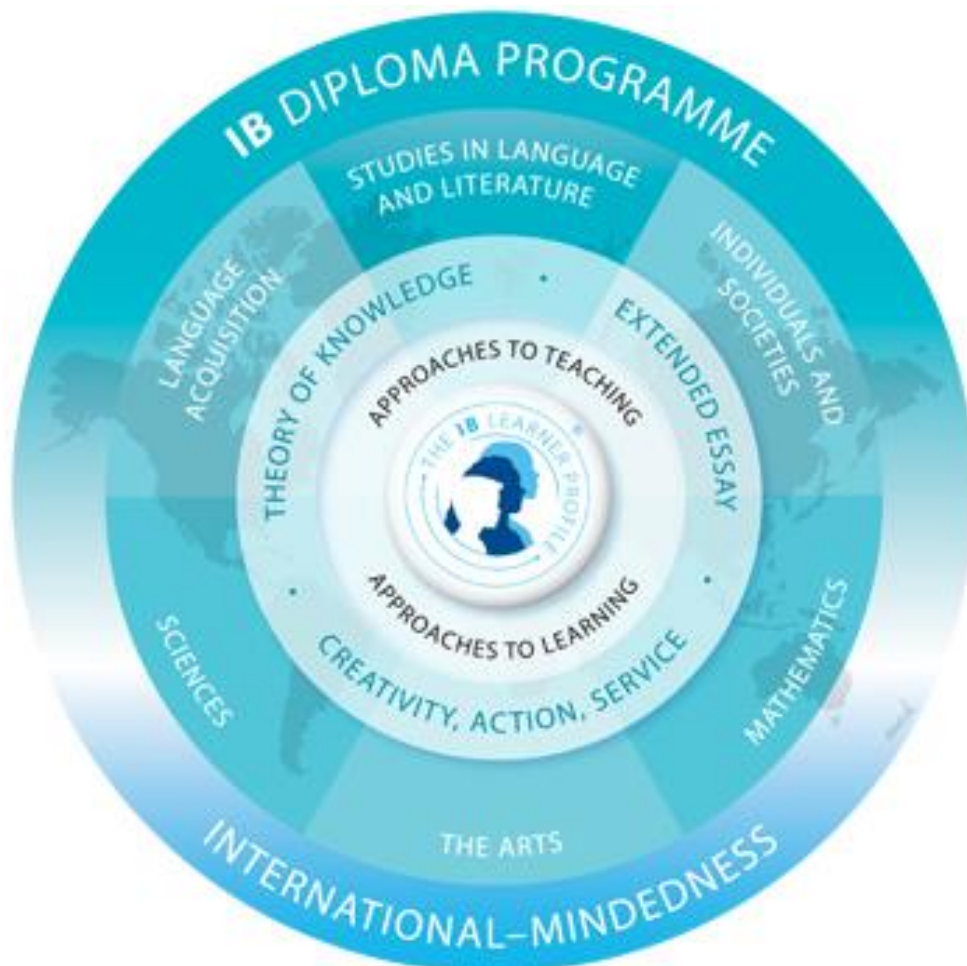 IB DIPLOMA PROGRAMME
STUDIES IN LANGUAGE
AND LITERATURE
LANGUAGE
ACQUISITION
INDIVIDUALS AND
SOCIETIES
THEORY OF KNOWLEDGE
·
EXTENDED ESSAY
·
CREATIVITY, ACTION, SERVICE
·
APPROACHES TO TEACHING
THE IB LEARNER PROFILE
®
APPROACHES TO LEARNING
SCIENCES
MATHEMATICS
THE ARTS
INTERNATIONAL–MINDEDNESS